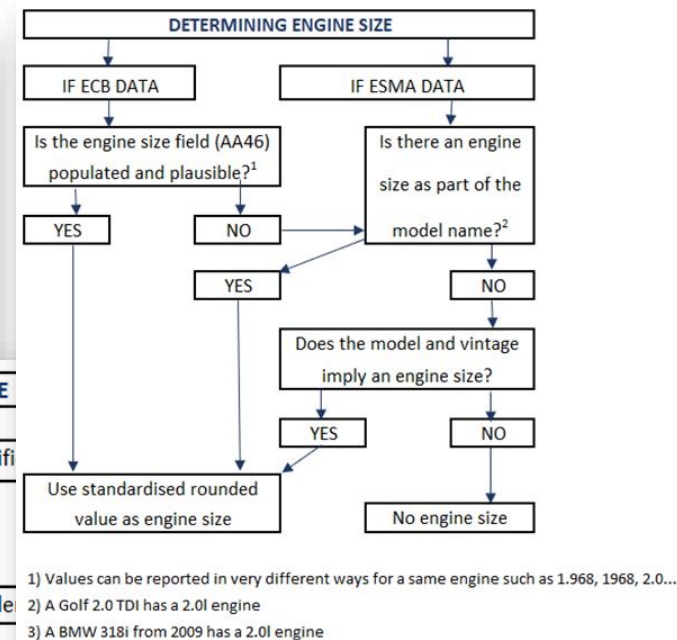 DETERMINING ENGINE SIZE
IF ECB DATA
IF ESMA DATA
Is the engine size field (AA46)
populated and plausible?1
Is there an engine
size as part of the
model name?2
YES
NO
YES
NO
Does the model and vintage
imply an engine size?
YES
NO
Use standardised rounded
value as engine size
No engine size
1) Values can be reported in very different ways for a same engine such as 1.968, 1968, 2.0...
2) A Golf 2.0 TDI has a 2.0l engine
3) A BMW 318i from 2009 has a 2.0l engine